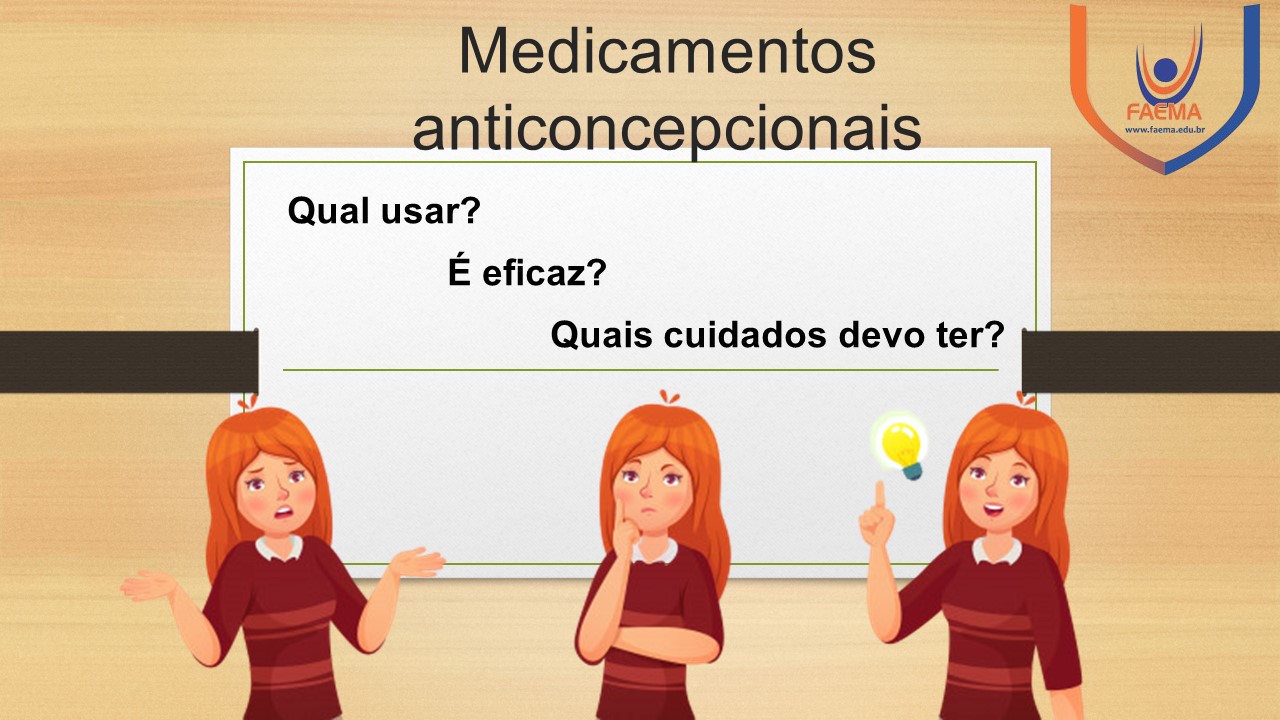 Medicamentos
anticoncepcionais
FAEMA
www.faema.edu.br
Qual usar?
É eficaz?
Quais cuidados devo ter?